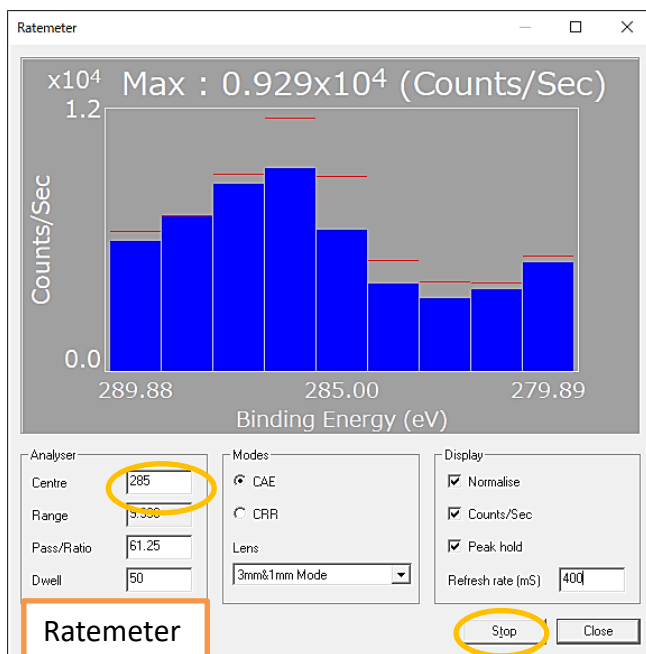 Ratemeter
x10⁴ Max : 0.929x10⁴ (Counts/Sec)
1.2
Counts/Sec
0.0
289.88 285.00 279.89
Binding Energy (eV)
Analyser
Centre 285
Range
Pass/Ratio 61.25
Dwell 50
Modes
CAE
CRR
Lens
3mm&1mm Mode
Display
Normalise
Counts/Sec
Peak hold
Refresh rate (mS) 400
Ratemeter
Stop Close